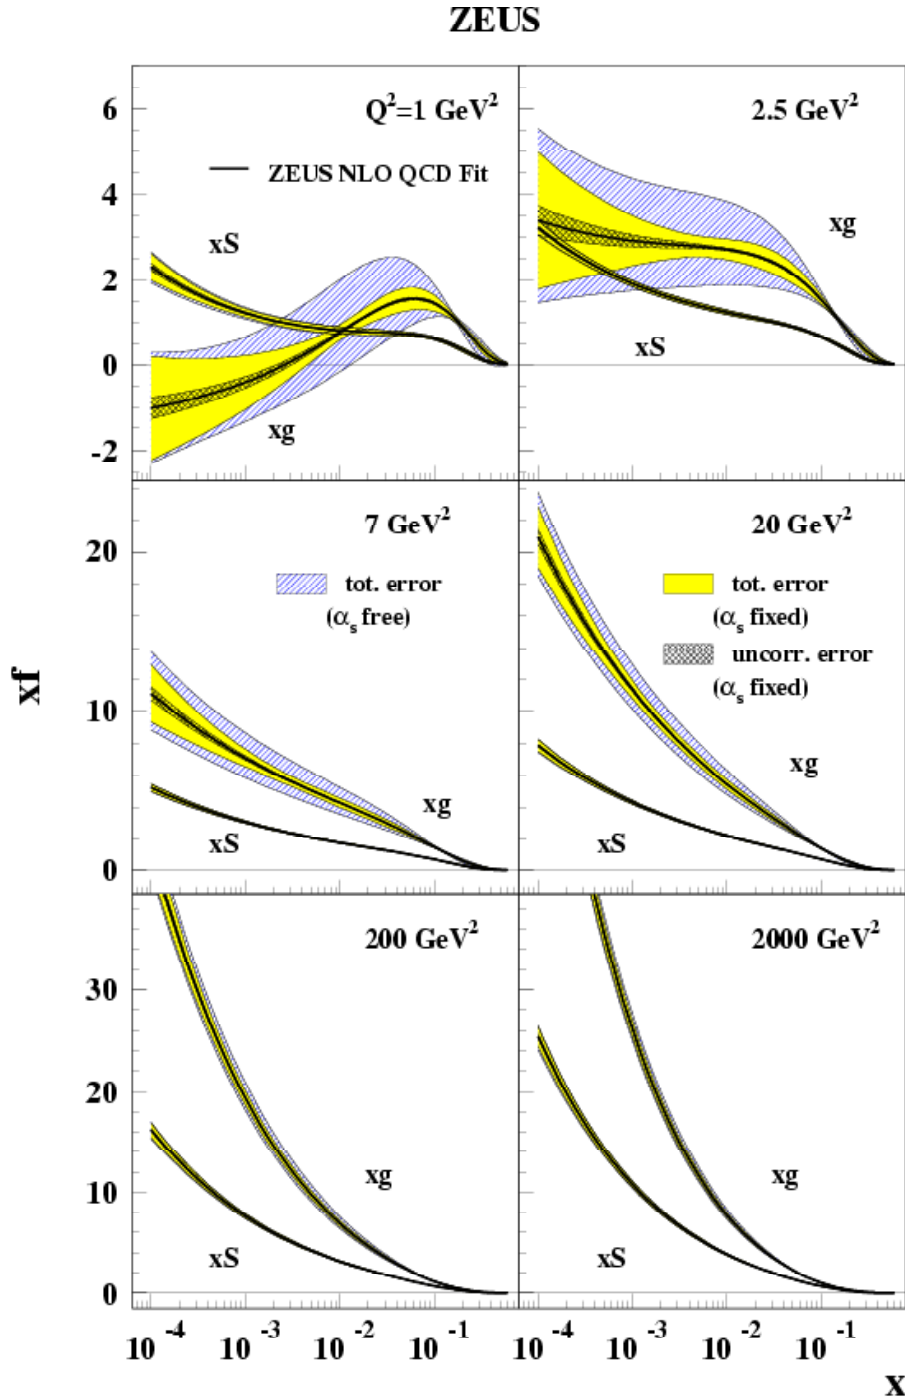 ZEUS
Q²=1 GeV²
2.5 GeV²
6
4
2
0
-2
ZEUS NLO QCD Fit
xS
xg
xg
xS
7 GeV²
20 GeV²
20
10
0
tot. error
(αs free)
tot. error
(αs fixed)
uncorr. error
(αs fixed)
xf
xg
xS
xg
xS
200 GeV²
2000 GeV²
30
20
10
0
xg
xS
xg
xS
10⁻⁴ 10⁻³ 10⁻² 10⁻¹ 10⁻⁴ 10⁻³ 10⁻² 10⁻¹
x